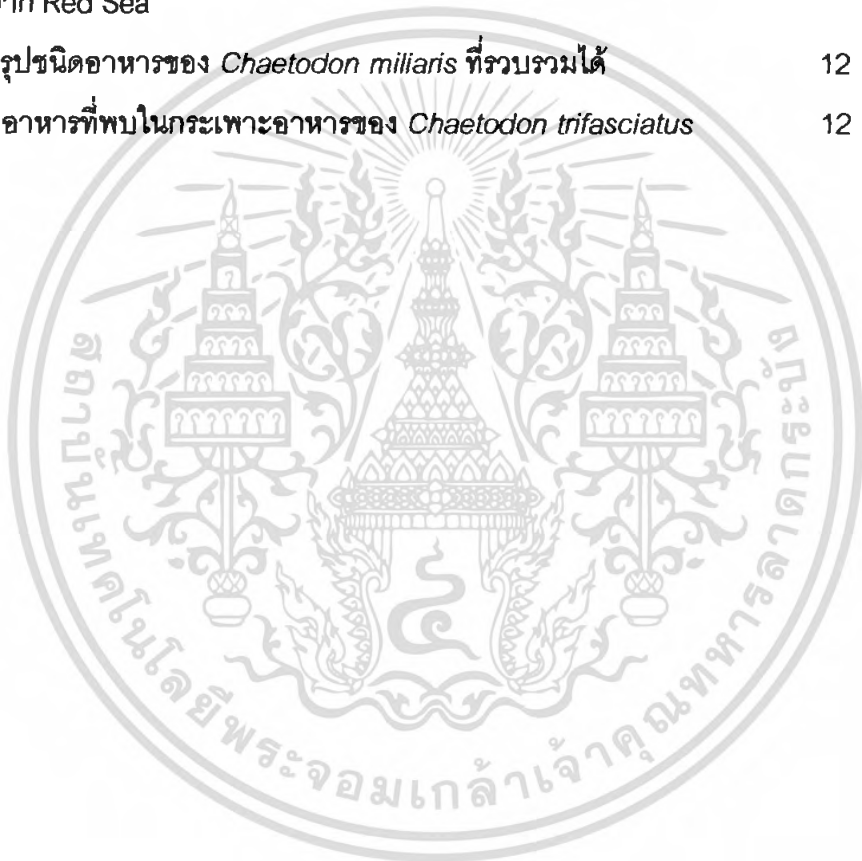 จาก Red Sea
รุปชนิดอาหารของ Chaetodon miliaris ที่รวบรวมได้ 12
อาหารที่พบในกระเพาะอาหารของ Chaetodon trifasciatus 12
สถาบันเทคโนโลยีพระจอมเกล้าเจ้าคุณทหารลาดกระบัง